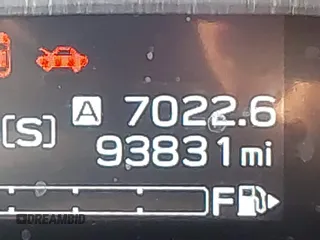 A 7022.6
[S] 93831 mi
F
DREAMBID